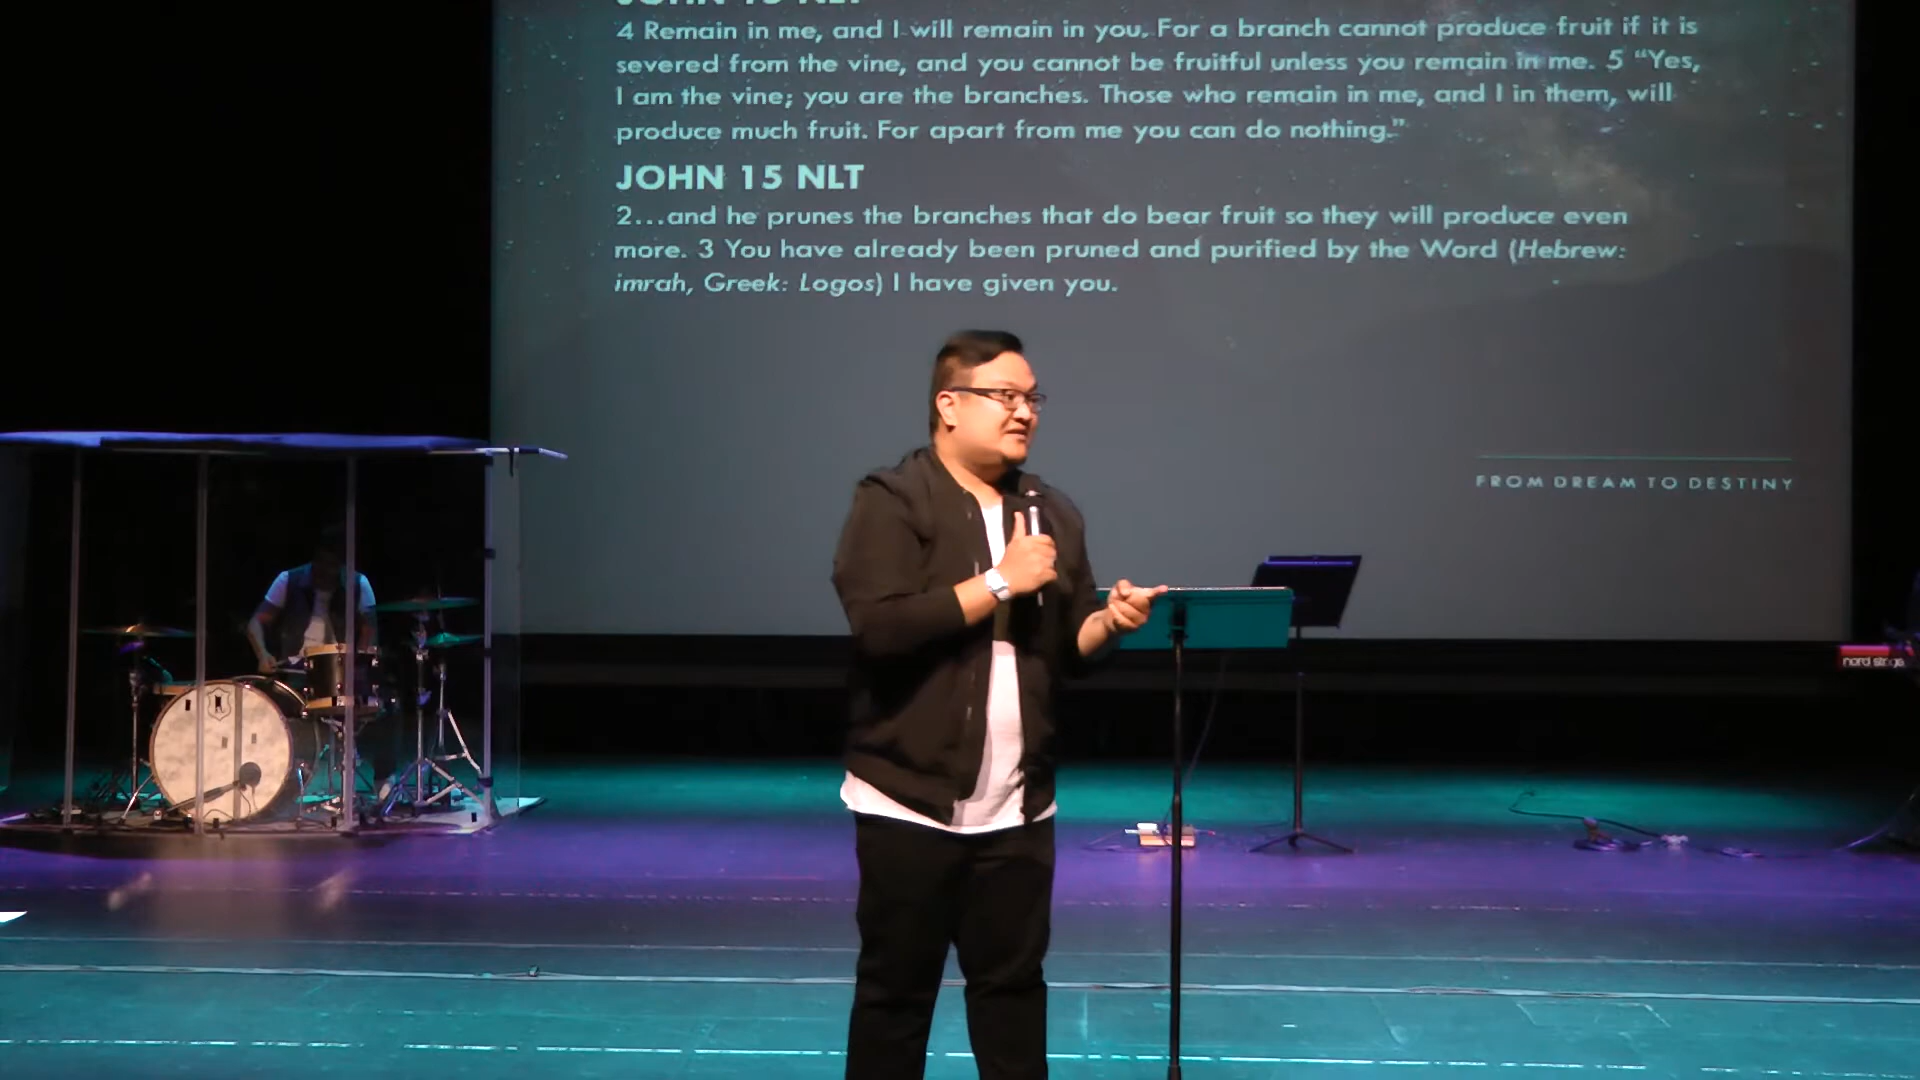 JOHN 15 NLT
4 Remain in me, and I will remain in you. For a branch cannot produce fruit if it is
severed from the vine, and you cannot be fruitful unless you remain in me. 5 “Yes,
I am the vine; you are the branches. Those who remain in me, and I in them, will
produce much fruit. For apart from me you can do nothing.”
JOHN 15 NLT
2...and he prunes the branches that do bear fruit so they will produce even
more. 3 You have already been pruned and purified by the Word (Hebrew:
imrah, Greek: Logos) I have given you.
FROM DREAM TO DESTINY
nord stage